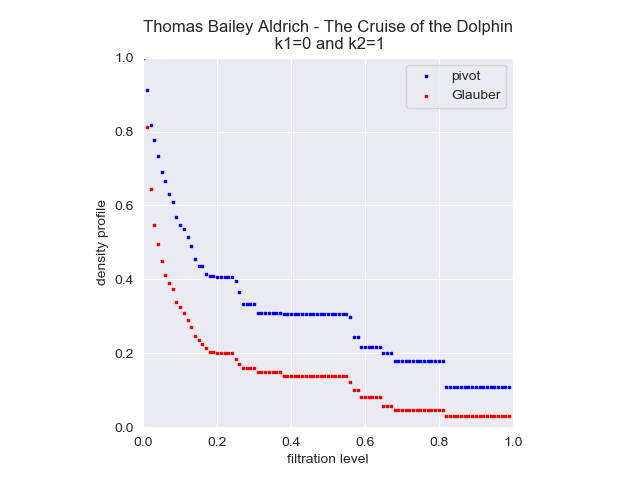 Thomas Bailey Aldrich - The Cruise of the Dolphin
k1=0 and k2=1
1.0
pivot
Glauber
0.8
0.6
density profile
0.4
0.2
0.0
0.0 0.2 0.4 0.6 0.8 1.0
filtration level